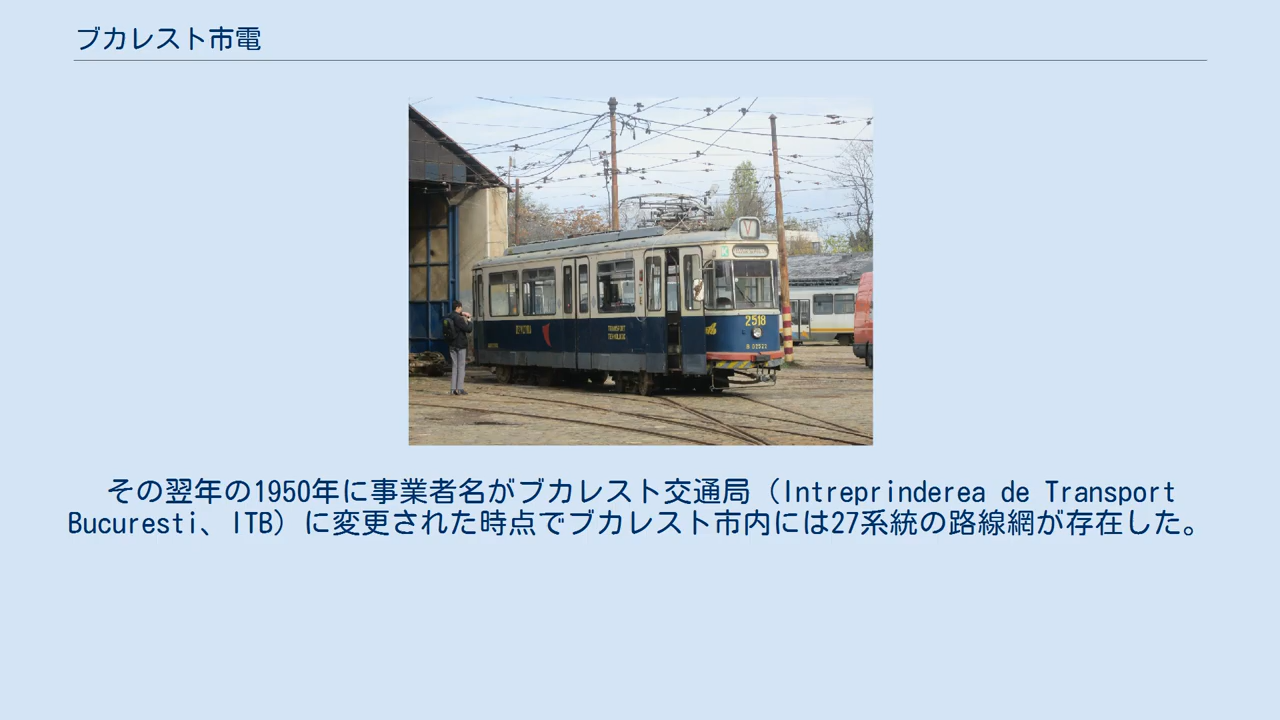 ブカレスト市電
V
2518
TRANSPORT
その翌年の1950年に事業者名がブカレスト交通局（Intreprinderea de Transport
Bucuresti、ITB）に変更された時点でブカレスト市内には27系統の路線網が存在した。